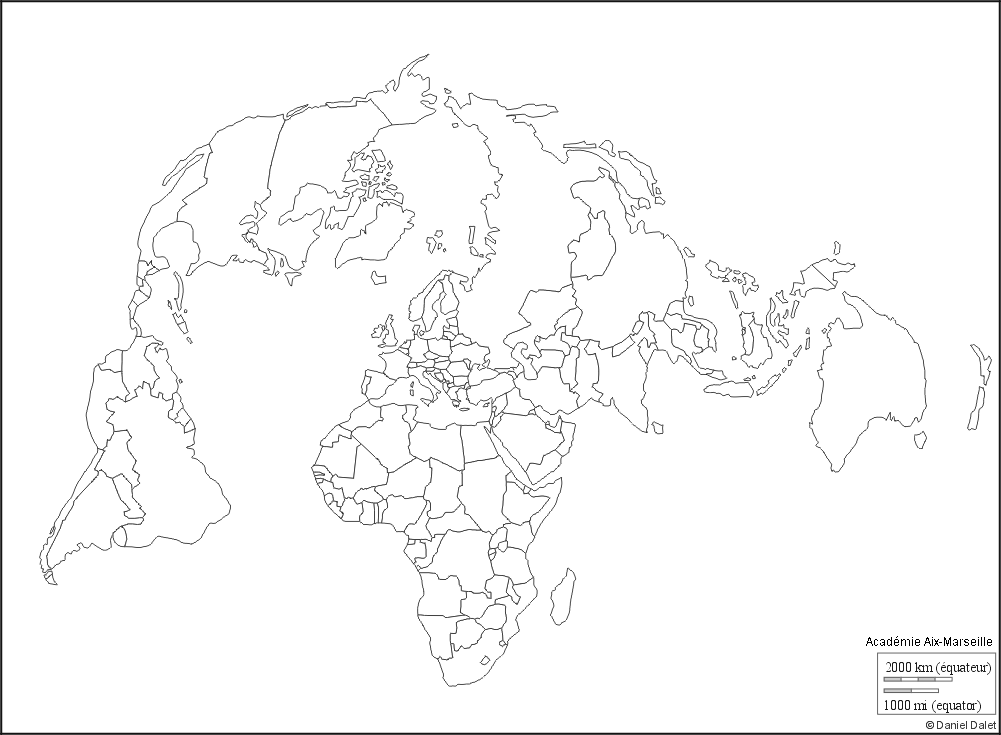 Académie Aix-Marseille
2000 km (équateur)
1000 mi (equator)
©Daniel Dalet